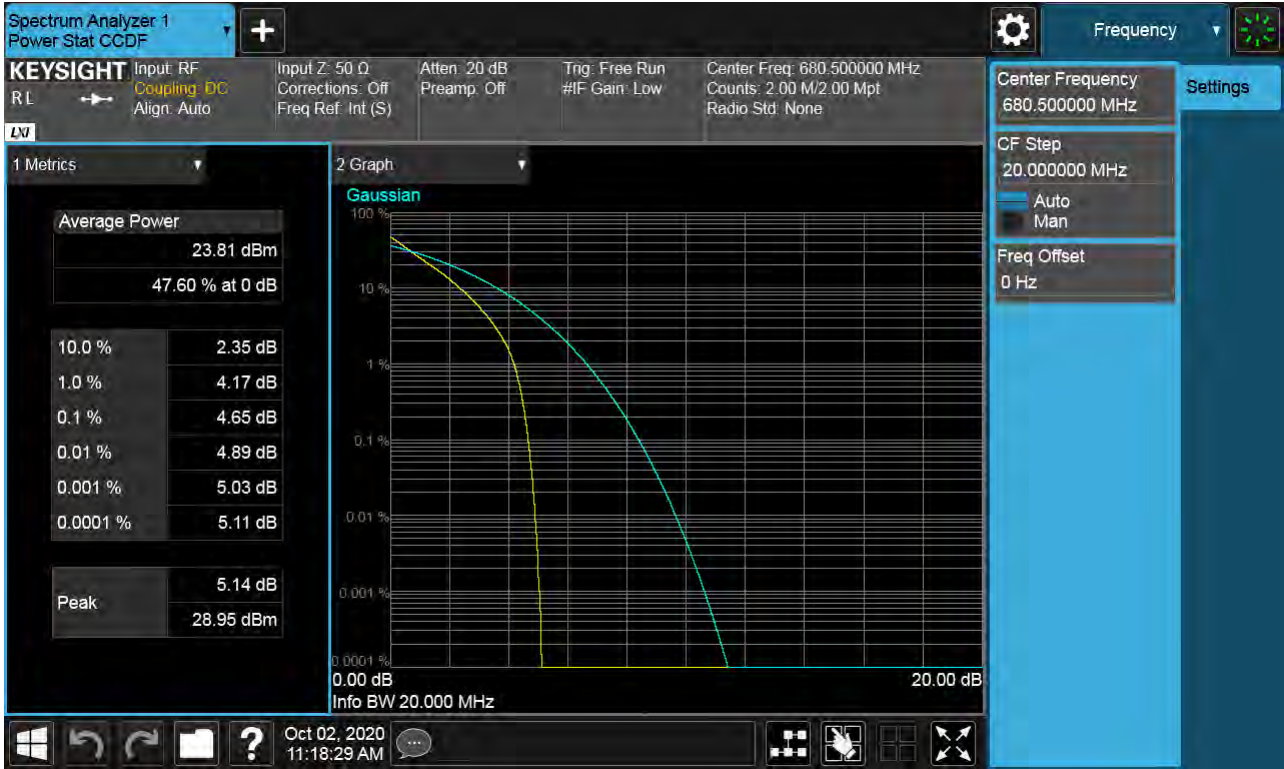 Spectrum Analyzer 1
Power Stat CCDF
Frequency
KEYSIGHT
RL
LXI
Input: RF
Coupling: DC
Align: Auto
Input Z: 50 Ω
Corrections: Off
Freq Ref: Int (S)
Atten: 20 dB
Preamp: Off
Trig: Free Run
#IF Gain: Low
Center Freq: 680.500000 MHz
Counts: 2.00 M/2.00 Mpt
Radio Std: None
Center Frequency
680.500000 MHz
Settings
CF Step
20.000000 MHz
Auto
Man
Freq Offset
0 Hz
1 Metrics
Average Power
23.81 dBm
47.60 % at 0 dB
10.0 % 2.35 dB
1.0 % 4.17 dB
0.1 % 4.65 dB
0.01 % 4.89 dB
0.001 % 5.03 dB
0.0001 % 5.11 dB
Peak
5.14 dB
28.95 dBm
2 Graph
Gaussian
100 %
10 %
1 %
0.1 %
0.01 %
0.001 %
0.0001 %
0.00 dB 20.00 dB
Info BW 20.000 MHz
?
Oct 02, 2020
11:18:29 AM